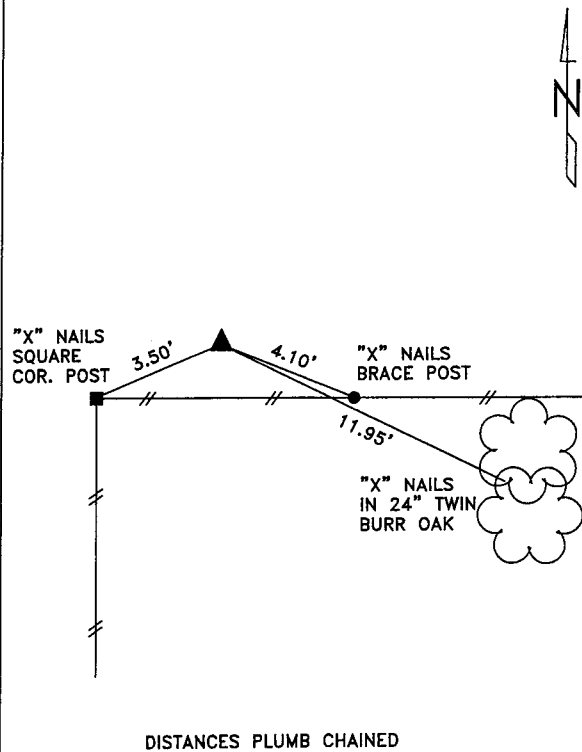 N
"X" NAILS
SQUARE
COR. POST
3.50'
4.10'
"X" NAILS
BRACE POST
11.95'
"X" NAILS
IN 24" TWIN
BURR OAK
DISTANCES PLUMB CHAINED